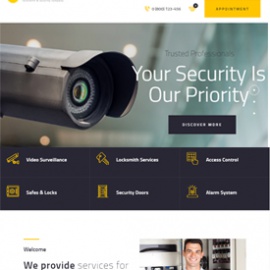 APPOINTMENT
Trusted Professionals
Your Security Is
Our Priority
DISCOVER MORE
Video Surveillance
Locksmith Services
Access Control
Safes & Locks
Security Doors
Alarm System
Welcome
We provide services for